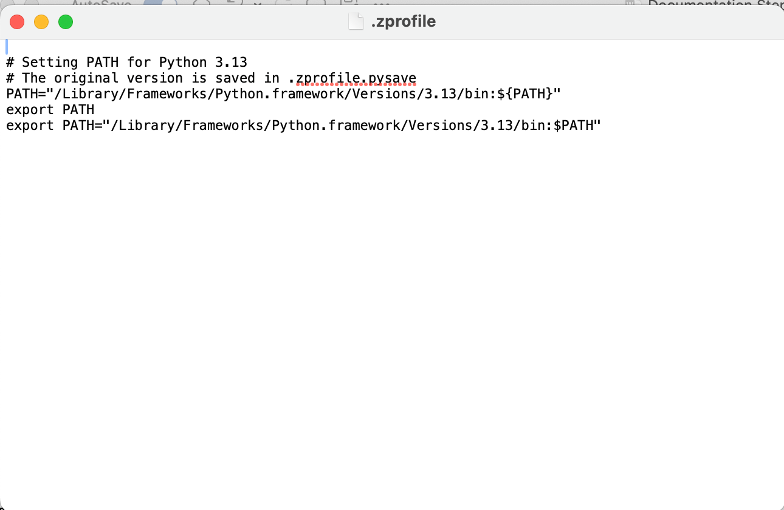 AutoSave
Documentation Ste
.zprofile
# Setting PATH for Python 3.13
# The original version is saved in .zprofile.pysave
PATH="/Library/Frameworks/Python.framework/Versions/3.13/bin:${PATH}"
export PATH
export PATH="/Library/Frameworks/Python.framework/Versions/3.13/bin:$PATH"